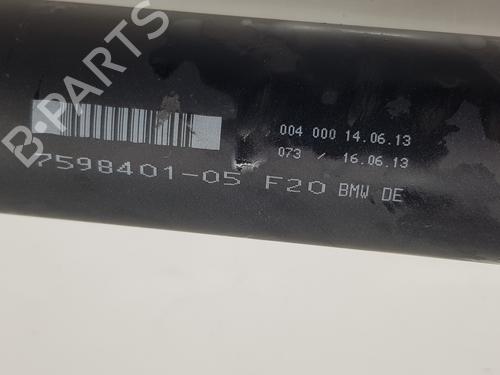 B-PARTS
004 000 14.06.13
073 / 16.06.13
7598401-05 F20 BMW DE